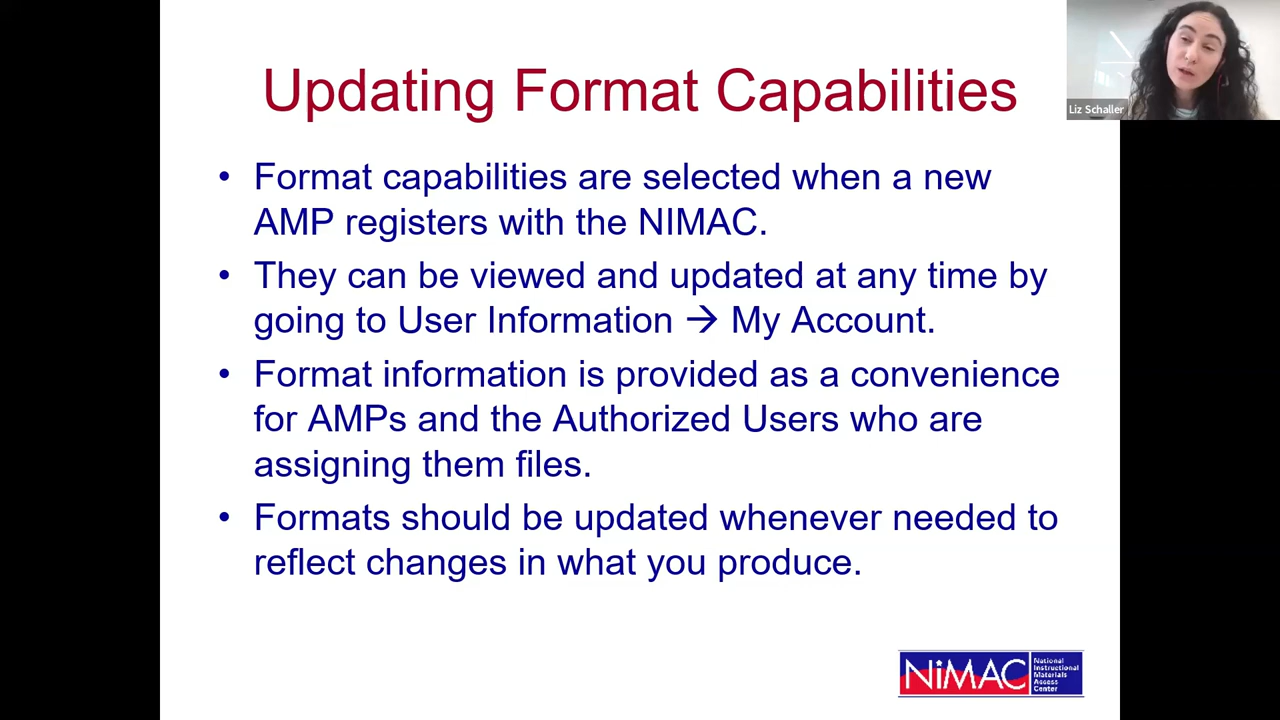 Updating Format Capabilities
Liz Schaller
• Format capabilities are selected when a new
AMP registers with the NIMAC.
• They can be viewed and updated at any time by
going to User Information → My Account.
• Format information is provided as a convenience
for AMPs and the Authorized Users who are
assigning them files.
• Formats should be updated whenever needed to
reflect changes in what you produce.
NiMAC
National
Instructional
Materials
Access
Center